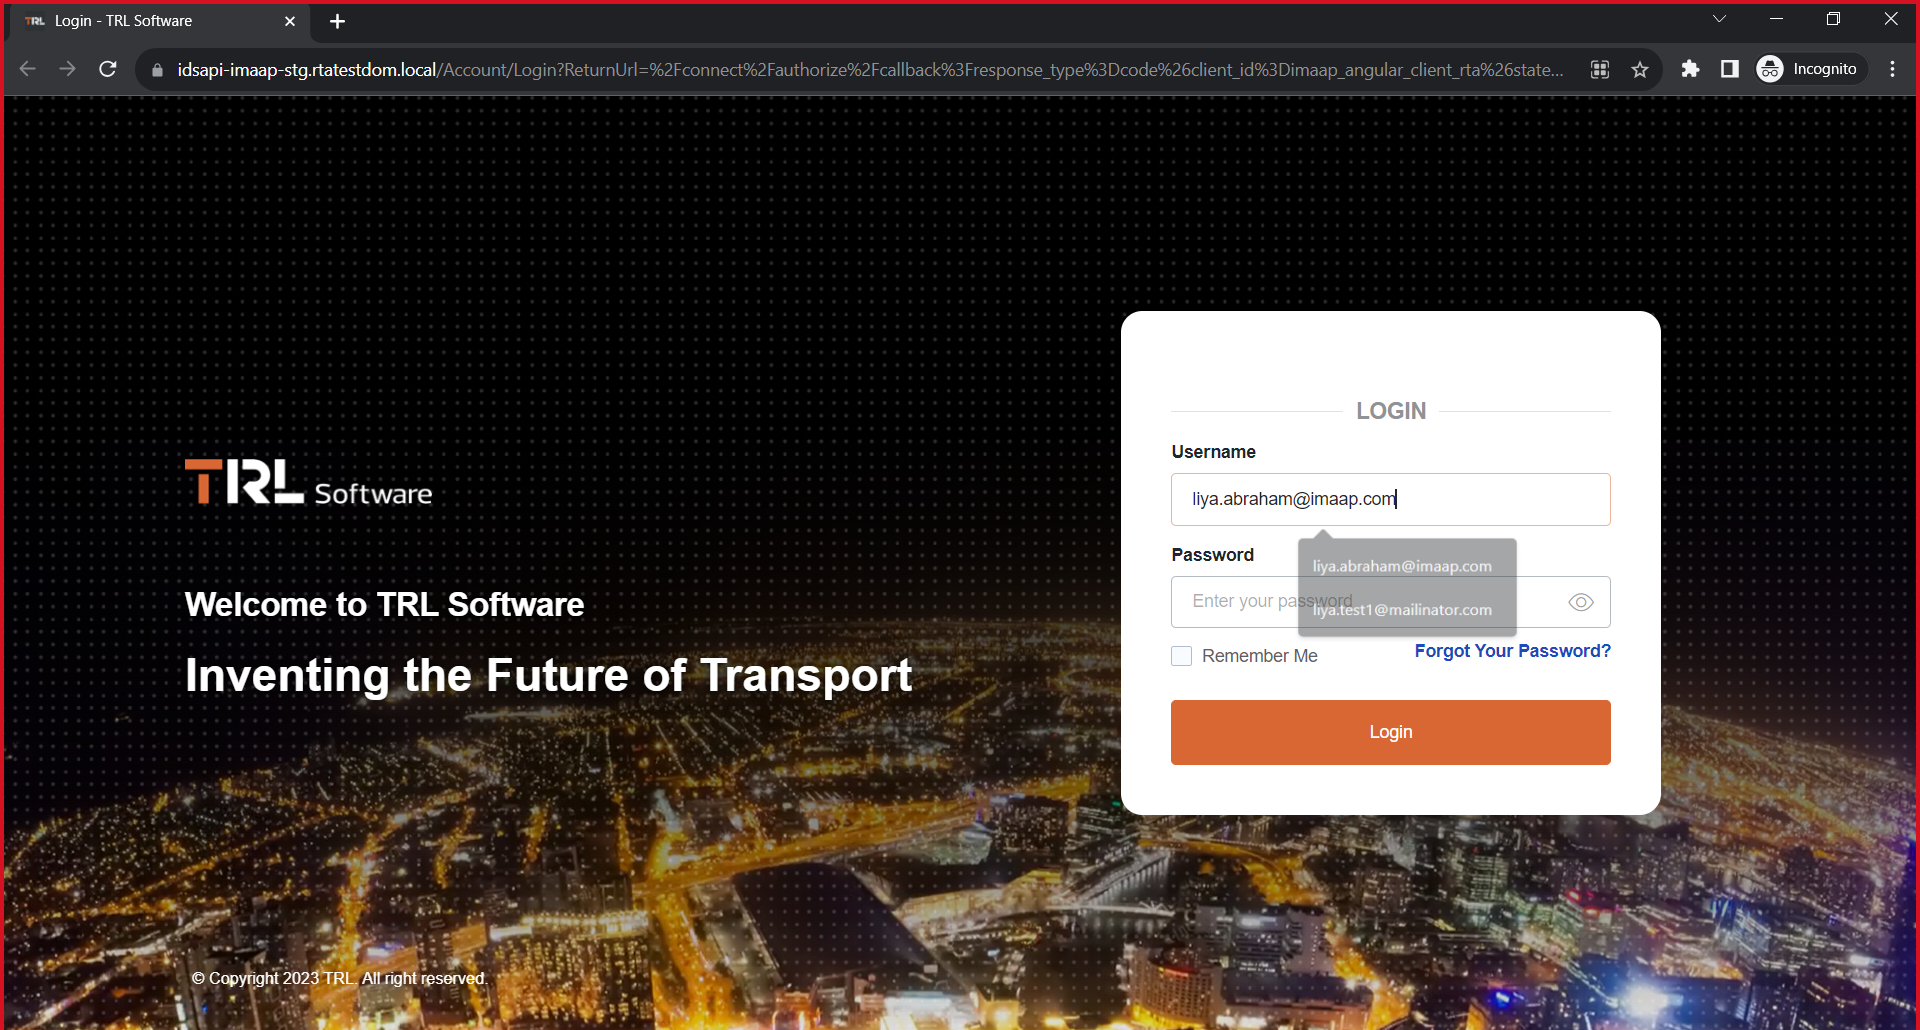 Login - TRL Software
idsapi-imaap-stg.rtatestdom.local/Account/Login?ReturnUrl=%2Fconnect%2Fauthorize%2Fcallback%3Fresponse_type%3Dcode%26client_id%3Dimaap_angular_client_rta%26state...
Incognito
LOGIN
Username
liya.abraham@imaap.com
Password
liya.abraham@imaap.com
Enter your password
liya.test1@mailinator.com
Remember Me
Forgot Your Password?
Login
TRL Software
Welcome to TRL Software
Inventing the Future of Transport
© Copyright 2023 TRL. All right reserved.